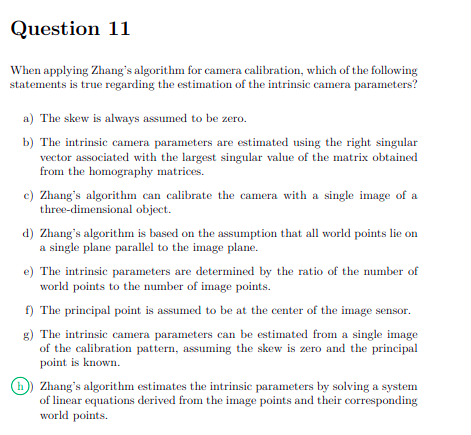 Question 11
When applying Zhang's algorithm for camera calibration, which of the following
statements is true regarding the estimation of the intrinsic camera parameters?
a) The skew is always assumed to be zero.
b) The intrinsic camera parameters are estimated using the right singular
vector associated with the largest singular value of the matrix obtained
from the homography matrices.
c) Zhang's algorithm can calibrate the camera with a single image of a
three-dimensional object.
d) Zhang's algorithm is based on the assumption that all world points lie on
a single plane parallel to the image plane.
e) The intrinsic parameters are determined by the ratio of the number of
world points to the number of image points.
f) The principal point is assumed to be at the center of the image sensor.
g) The intrinsic camera parameters can be estimated from a single image
of the calibration pattern, assuming the skew is zero and the principal
point is known.
h) Zhang's algorithm estimates the intrinsic parameters by solving a system
of linear equations derived from the image points and their corresponding
world points.